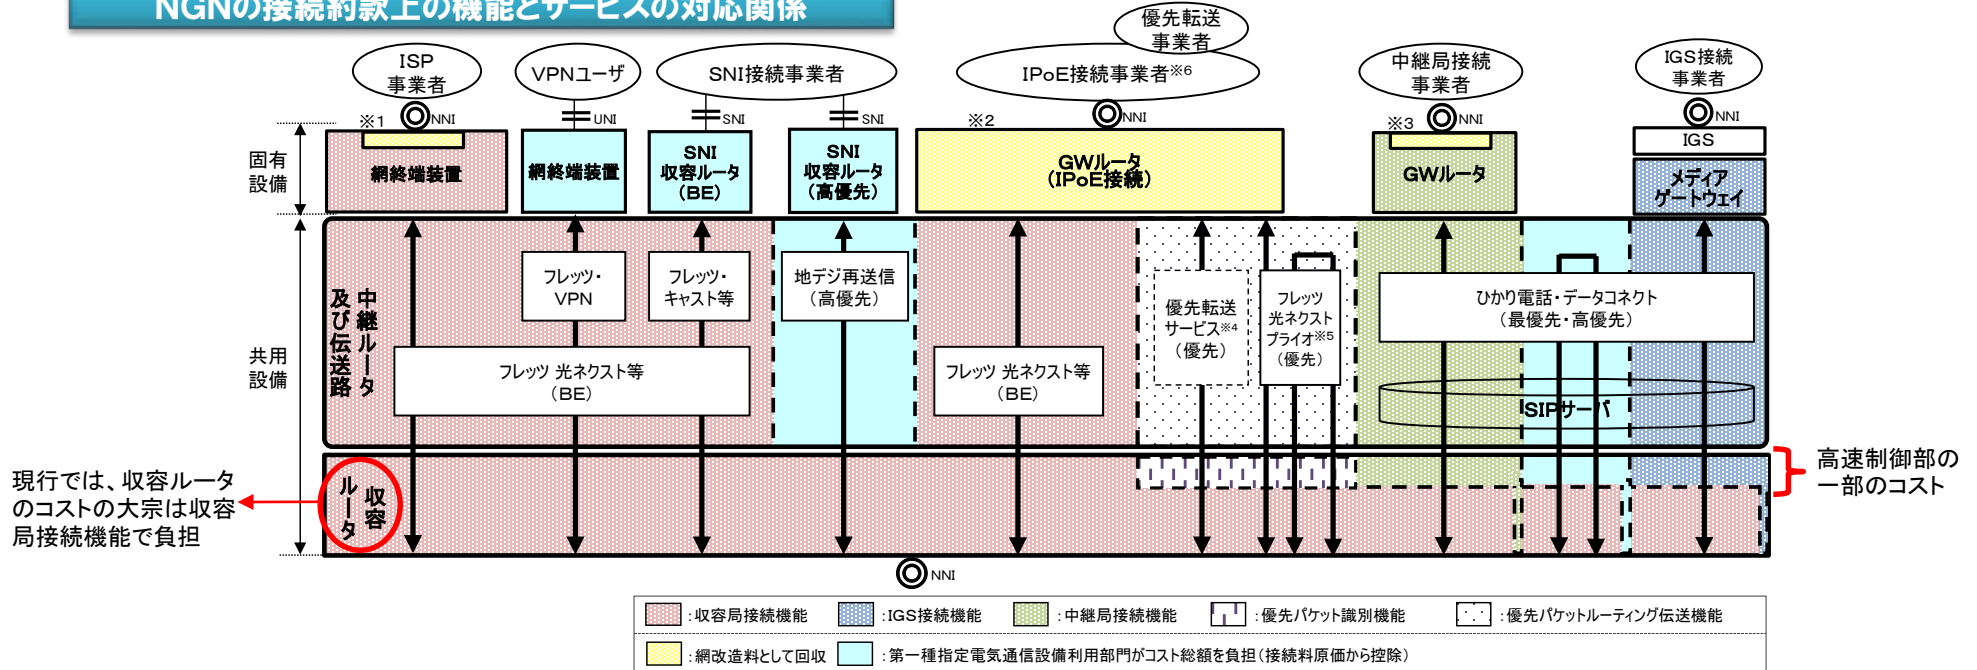 NGNの接続約款上の機能とサービスの対応関係
ISP
事業者
VPNユーザ
SNI接続事業者
優先転送
事業者
IPoE接続事業者※6
中継局接続
事業者
IGS接続
事業者
※1
NNI
UNI
SNI
SNI
※2
NNI
※3
NNI
NNI
固有
設備
網終端装置
網終端装置
SNI
収容ルータ
(BE)
SNI
収容ルータ
(高優先)
GWルータ
(IPoE接続)
GWルータ
IGS
メディア
ゲートウェイ
共用
設備
中継ルータ
及び伝送路
フレッツ・
VPN
フレッツ・
キャスト等
地デジ再送信
(高優先)
フレッツ 光ネクスト等
(BE)
フレッツ 光ネクスト等
(BE)
優先転送
サービス※4
(優先)
フレッツ
光ネクスト
プライオ※5
(優先)
ひかり電話・データコネクト
(最優先・高優先)
SIPサーバ
現行では、収容ルータ
のコストの大宗は収容
局接続機能で負担
収容
ルータ
高速制御部の
一部のコスト
NNI
:収容局接続機能
:IGS接続機能
:中継局接続機能
:優先パケット識別機能
:優先パケットルーティング伝送機能
:網改造料として回収
:第一種指定電気通信設備利用部門がコスト総額を負担(接続料原価から控除)